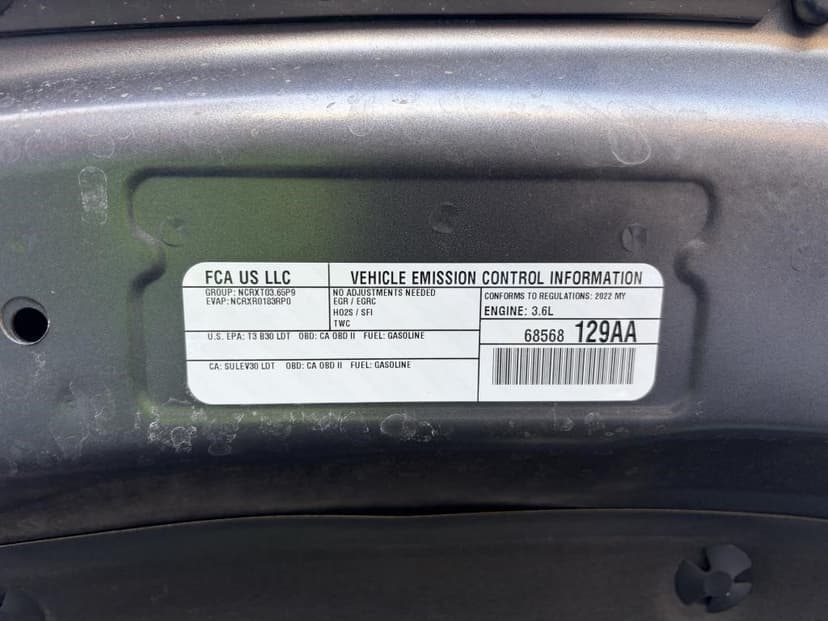 FCA US LLC
VEHICLE EMISSION CONTROL INFORMATION
GROUP: NCRXT03.65P9
EVAP: NCRXR0183RP0
NO ADJUSTMENTS NEEDED
EGR / EGRC
HO2S / SFI
TWC
CONFORMS TO REGULATIONS: 2022 MY
ENGINE: 3.6L
U.S. EPA: T3 B30 LDT OBD: CA OBD II FUEL: GASOLINE
68568 129AA
CA: SULEV30 LDT OBD: CA OBD II FUEL: GASOLINE